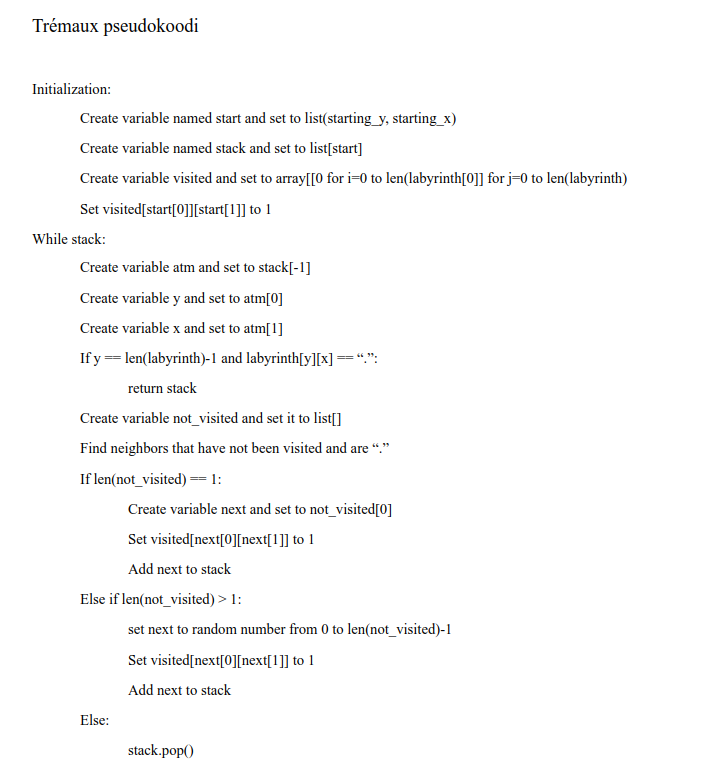 Trémaux pseudokoodi
Initialization:
Create variable named start and set to list(starting_y, starting_x)
Create variable named stack and set to list[start]
Create variable visited and set to array[[0 for i=0 to len(labyrinth[0]] for j=0 to len(labyrinth)
Set visited[start[0]][start[1]] to 1
While stack:
Create variable atm and set to stack[-1]
Create variable y and set to atm[0]
Create variable x and set to atm[1]
If y == len(labyrinth)-1 and labyrinth[y][x] == “.”:
return stack
Create variable not_visited and set it to list[]
Find neighbors that have not been visited and are “.”
If len(not_visited) == 1:
Create variable next and set to not_visited[0]
Set visited[next[0][next[1]] to 1
Add next to stack
Else if len(not_visited) > 1:
set next to random number from 0 to len(not_visited)-1
Set visited[next[0][next[1]] to 1
Add next to stack
Else:
stack.pop()